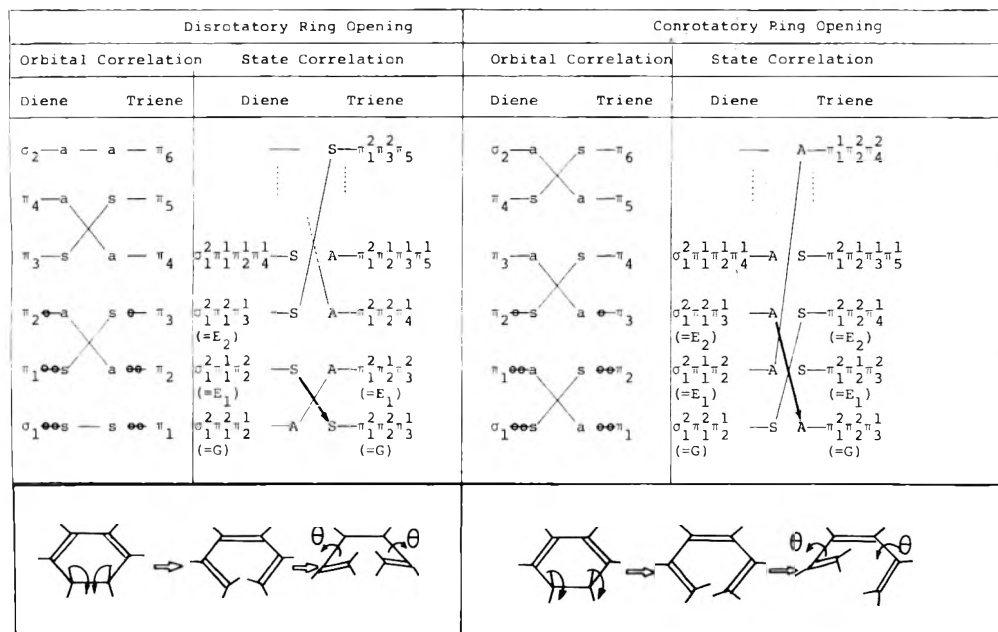 Disrotatory Ring Opening Conrotatory Ring Opening
Orbital Correlation State Correlation Orbital Correlation State Correlation
Diene Triene Diene Triene Diene Triene Diene Triene
σ₂—a — a — π₆ — S—π₁²π₃²π₅ σ₂—a s —π₆ — A—π₁¹π₂²π₄²
π₄—a s — π₅ π₄—s a —π₅
π₃—s a — π₄ σ₁²π₁¹π₂¹π₄¹—S A—π₁²π₂¹π₃¹π₅¹ π₃—a s —π₄ σ₁²π₁¹π₂¹π₄¹—A S—π₁²π₂¹π₃¹π₅¹
π₂—a s — π₃ σ₁²π₁²π₃¹ —S A—π₁²π₂²π₄¹ π₂—s a —π₃ σ₁²π₁²π₃¹ —A S—π₁²π₂²π₄¹
(=E₂) (=E₂) (=E₂)
π₁—s a — π₂ σ₁²π₁¹π₂² —S A—π₁²π₂¹π₃² π₁—a s —π₂ σ₁²π₁¹π₂² —A S—π₁²π₂¹π₃²
(=E₁) (=E₁) (=E₁) (=E₁)
σ₁—s — s — π₁ σ₁²π₁²π₂¹ —A S—π₁²π₂²π₃¹ σ₁—s a —π₁ σ₁²π₁²π₂¹ —S A—π₁²π₂²π₃¹
(=G) (=G) (=G) (=G)
θ θ θ θ